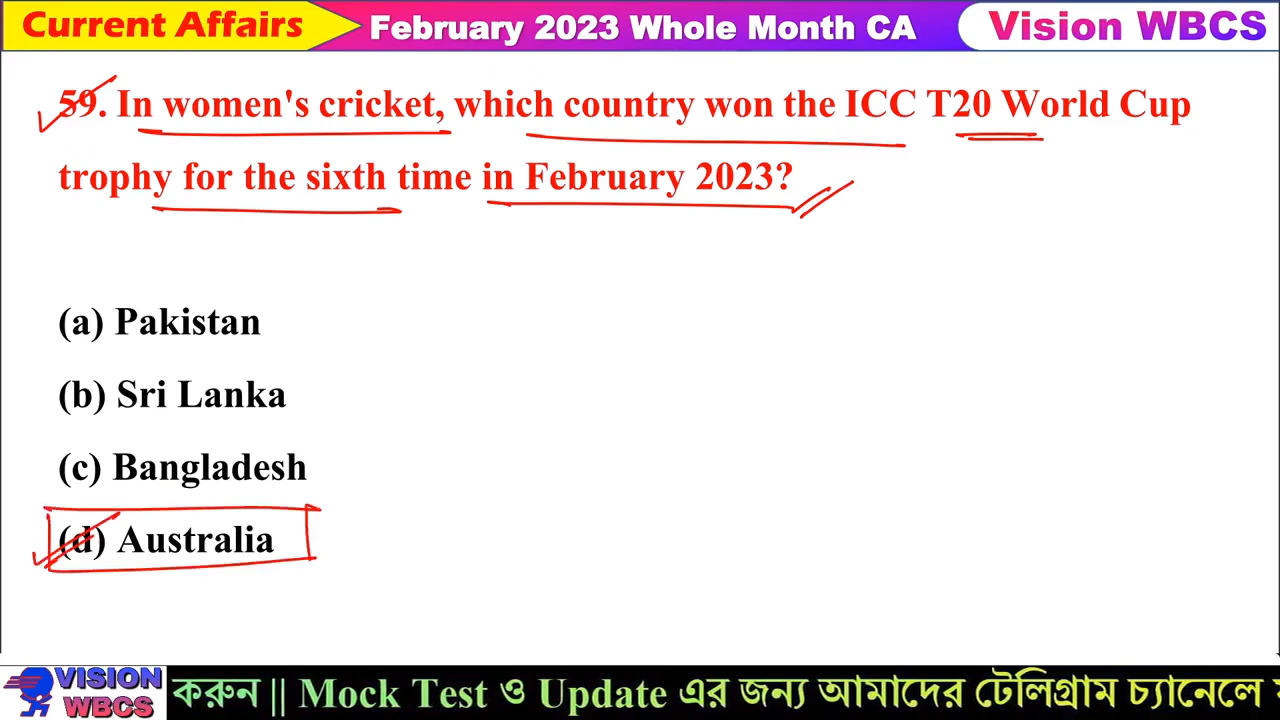 Current Affairs
February 2023 Whole Month CA
Vision WBCS
59. In women's cricket, which country won the ICC T20 World Cup
trophy for the sixth time in February 2023?
(a) Pakistan
(b) Sri Lanka
(c) Bangladesh
(d) Australia
VISION
WBCS
করুন || Mock Test ও Update এর জন্য আমাদের টেলিগ্রাম চ্যানেলে